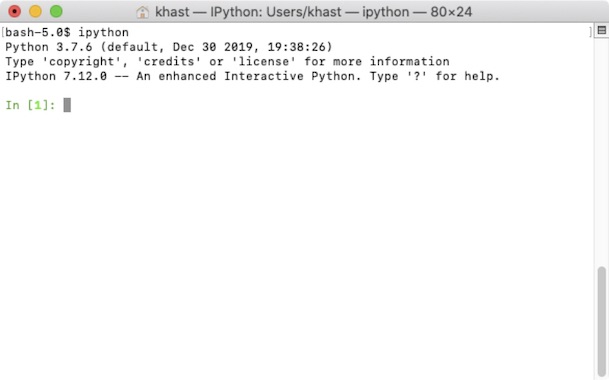 khast — IPython: Users/khast — ipython — 80×24
[bash-5.0$ ipython ]
Python 3.7.6 (default, Dec 30 2019, 19:38:26)
Type 'copyright', 'credits' or 'license' for more information
IPython 7.12.0 -- An enhanced Interactive Python. Type '?' for help.
In [1]: